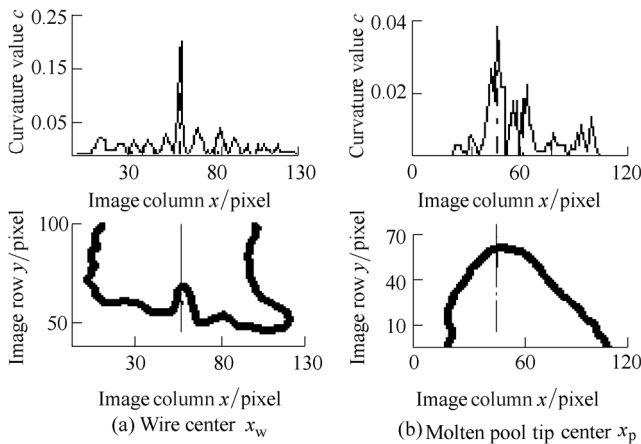 Curvature value c
0.25
0.15
0.05
30
80
130
Image column x/pixel
Curvature value c
0.04
0.02
0
60
120
Image column x/pixel
Image row y/pixel
100
50
30
80
130
Image column x/pixel
(a) Wire center xw
Image row y/pixel
70
40
10
0
60
120
Image column x/pixel
(b) Molten pool tip center xp